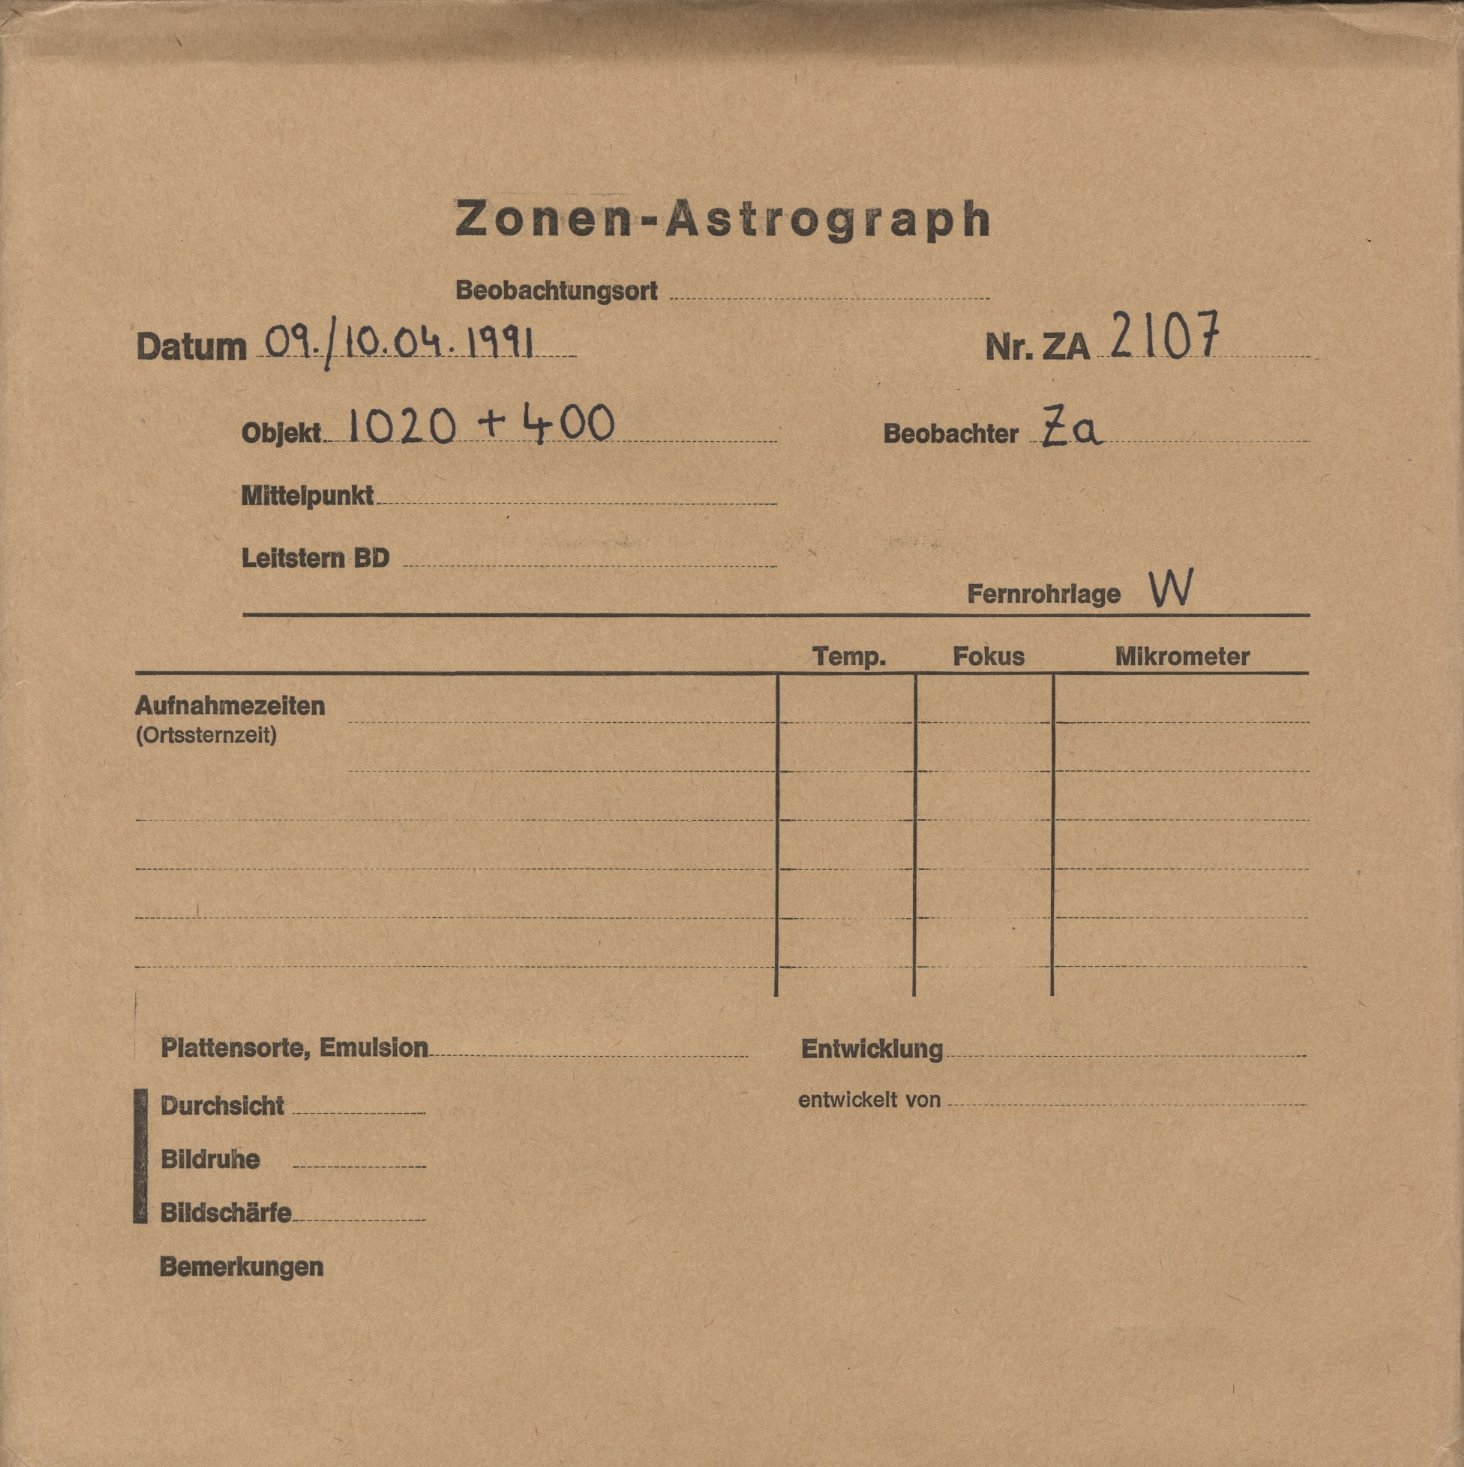 Zonen-Astrograph
Beobachtungsort
Datum 09./10.04.1991 Nr. ZA 2107
Objekt 1020 + 400 Beobachter Za
Mittelpunkt
Leitstern BD
Fernrohrlage W
Temp. Fokus Mikrometer
Aufnahmezeiten
(Ortssternzeit)
Plattensorte, Emulsion Entwicklung
Durchsicht entwickelt von
Bildruhe
Bildschärfe
Bemerkungen